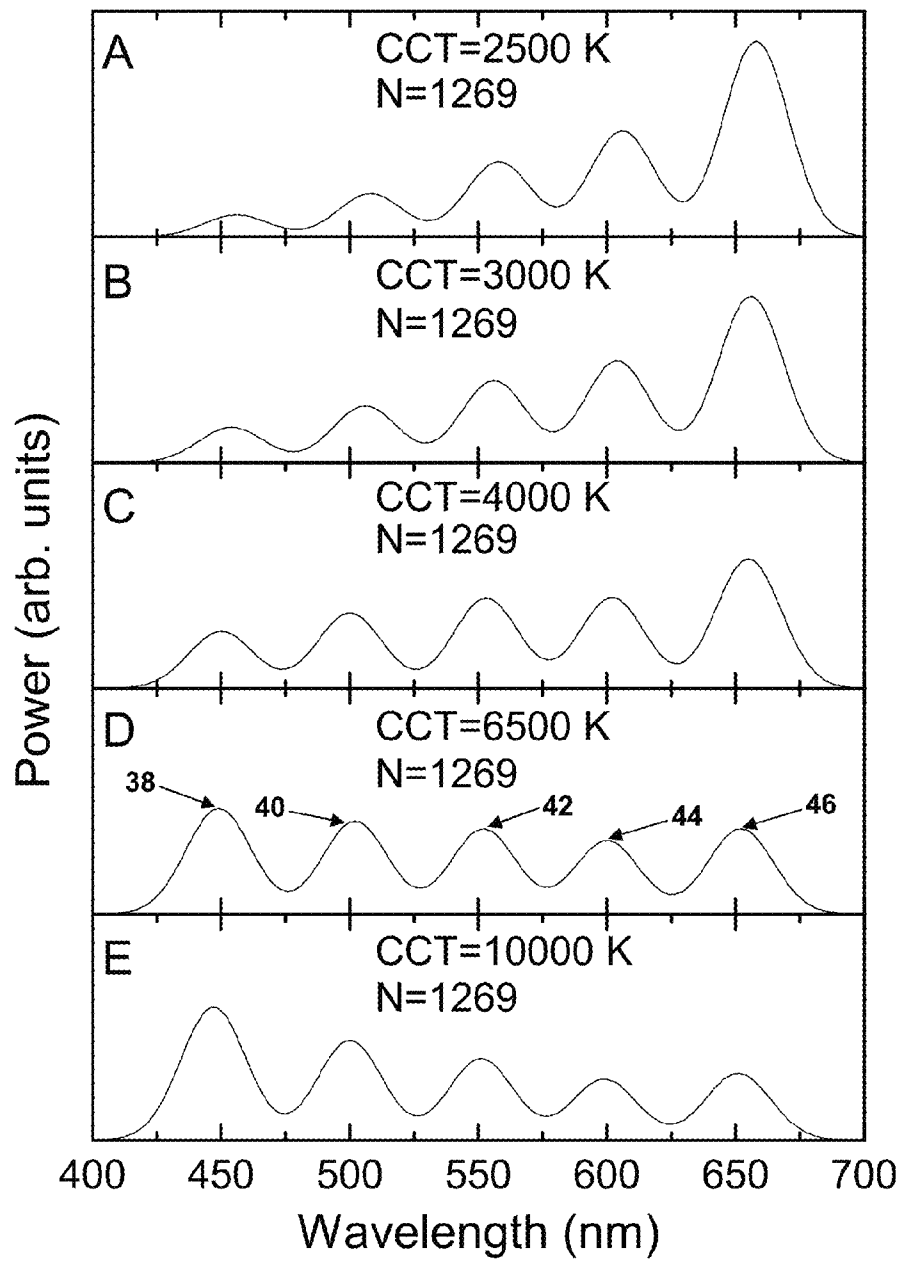 A
CCT=2500 K
N=1269
B
CCT=3000 K
N=1269
C
CCT=4000 K
N=1269
D
CCT=6500 K
N=1269
38
40
42
44
46
E
CCT=10000 K
N=1269
Power (arb. units)
400 450 500 550 600 650 700
Wavelength (nm)